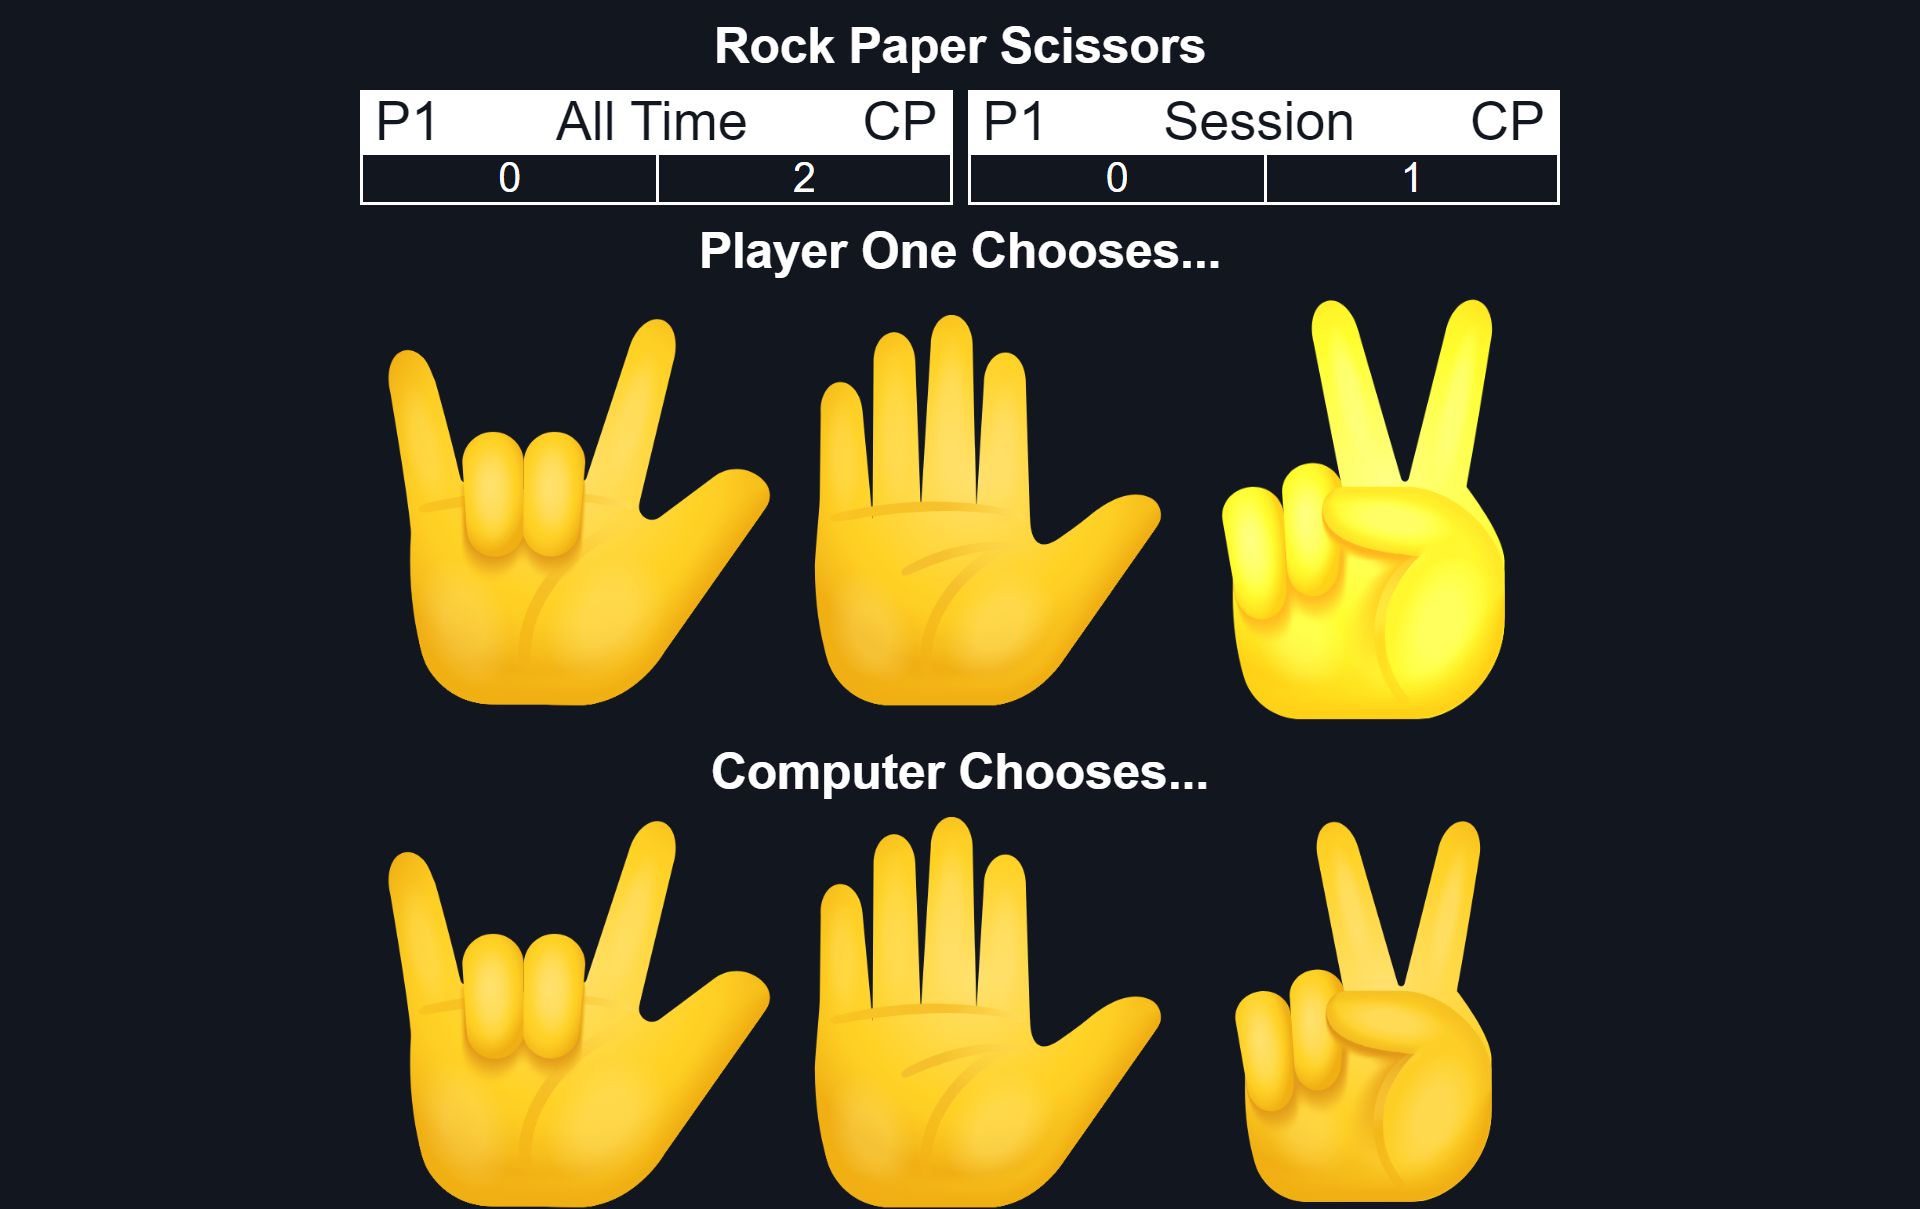 Rock Paper Scissors
P1 All Time CP
0 2
P1 Session CP
0 1
Player One Chooses...
Computer Chooses...